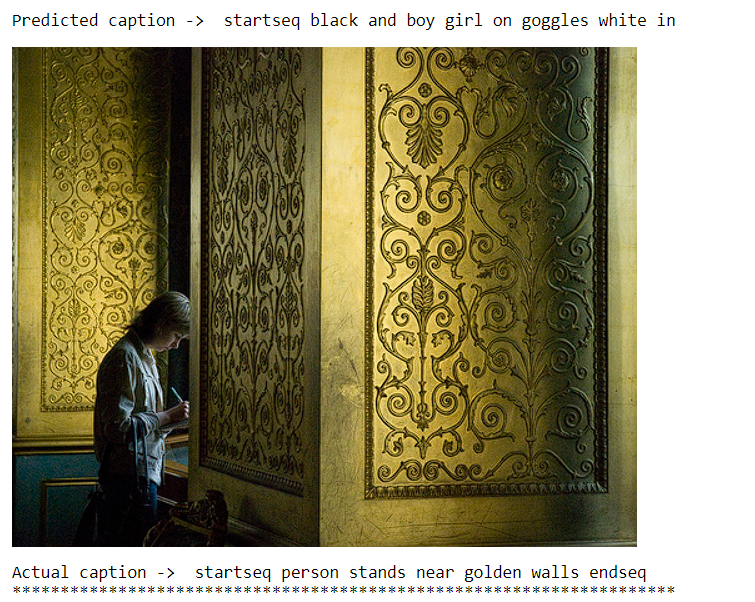 Predicted caption ->  startseq black and boy girl on goggles white in
Actual caption ->  startseq person stands near golden walls endseq
*********************************************************************